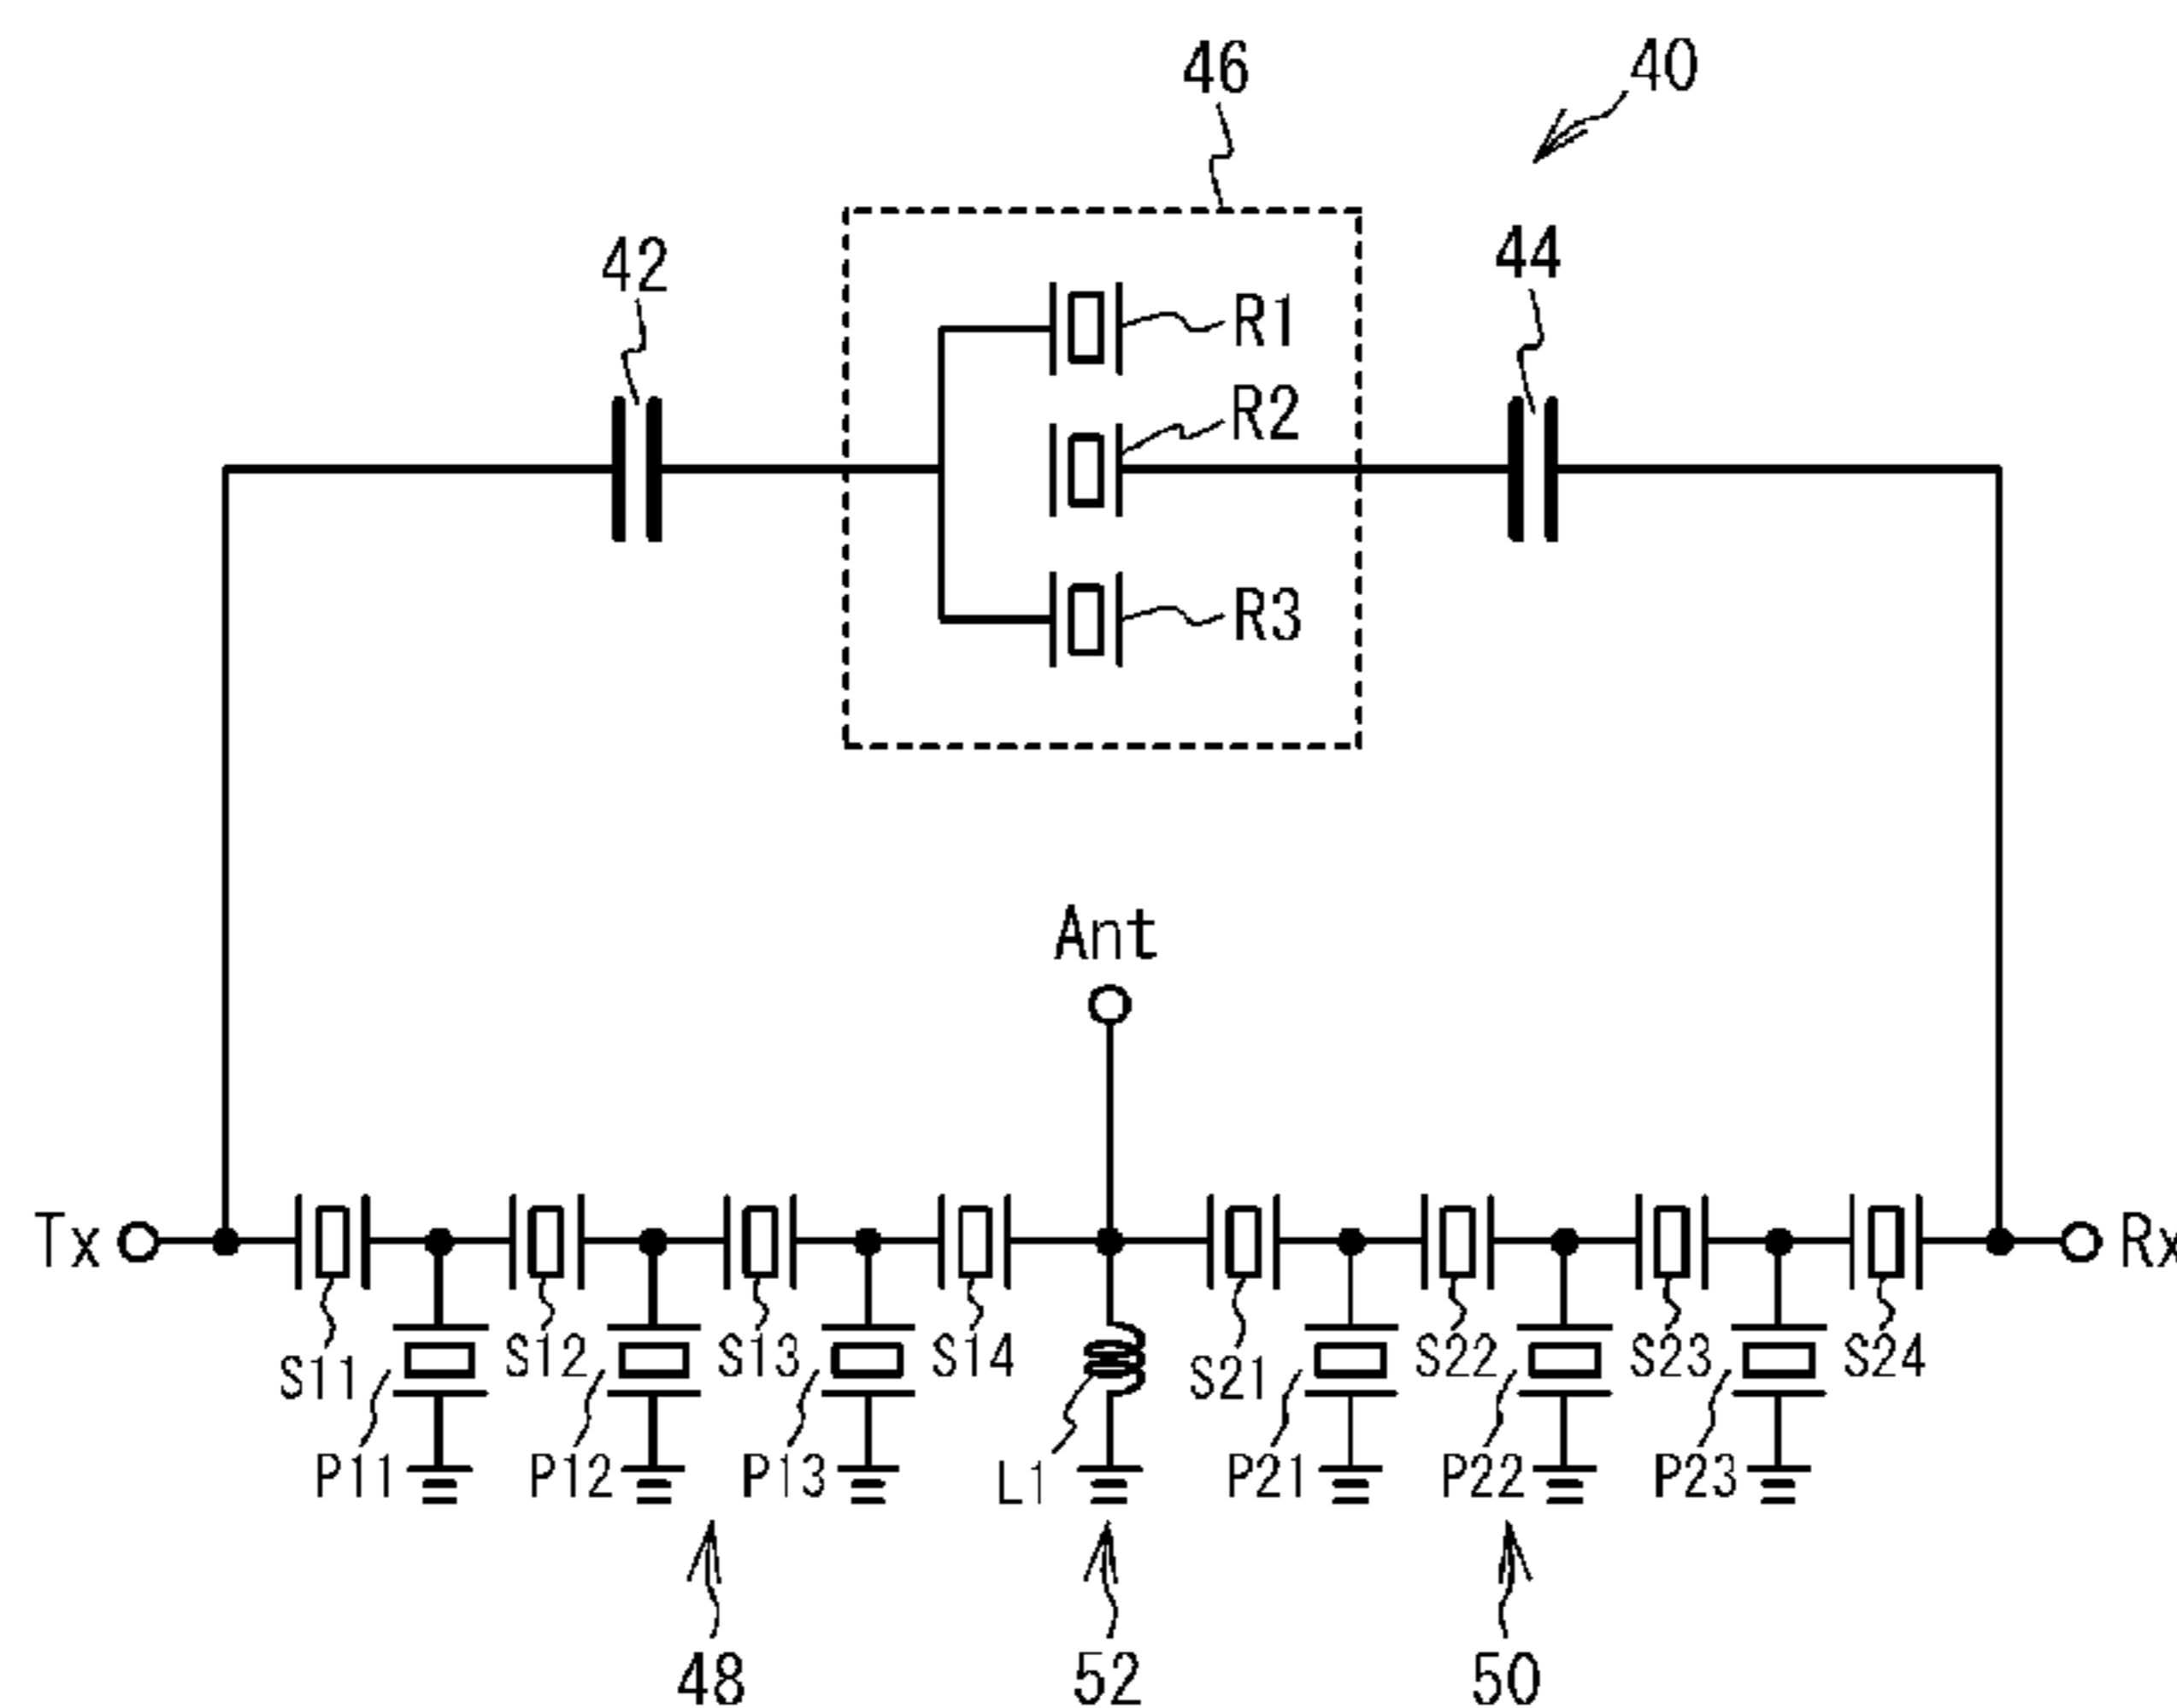 46
40
42
44
R1
R2
R3
Ant
Tx
Rx
S11
S12
S13
S14
S21
S22
S23
S24
P11
P12
P13
L1
P21
P22
P23
48
52
50